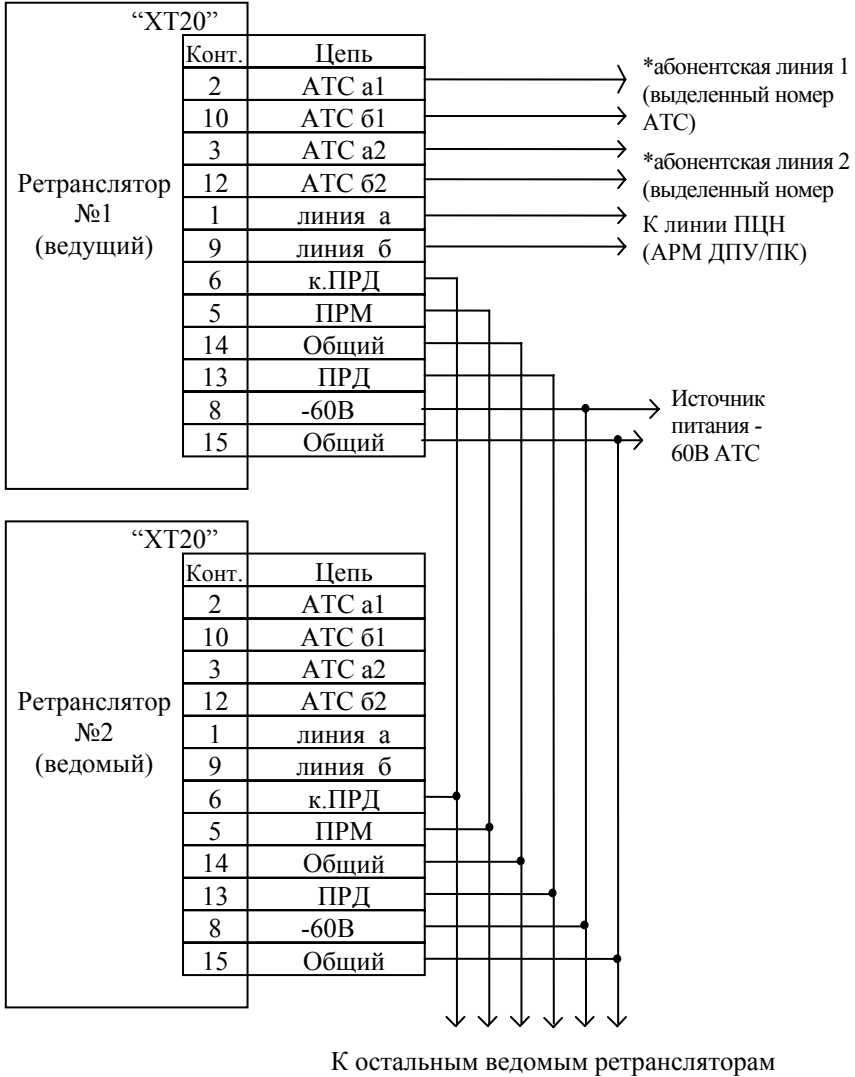 “XT20”
Конт. Цепь
2 АТС а1
10 АТС б1
3 АТС а2
12 АТС б2
1 линия а
9 линия б
6 к.ПРД
5 ПРМ
14 Общий
13 ПРД
8 -60В
15 Общий
Ретранслятор
№1
(ведущий)
*абонентская линия 1
(выделенный номер
АТС)
*абонентская линия 2
(выделенный номер
К линии ПЦН
(АРМ ДПУ/ПК)
Источник
питания -
60В АТС
“XT20”
Конт. Цепь
2 АТС а1
10 АТС б1
3 АТС а2
12 АТС б2
1 линия а
9 линия б
6 к.ПРД
5 ПРМ
14 Общий
13 ПРД
8 -60В
15 Общий
Ретранслятор
№2
(ведомый)
К остальным ведомым ретрансляторам